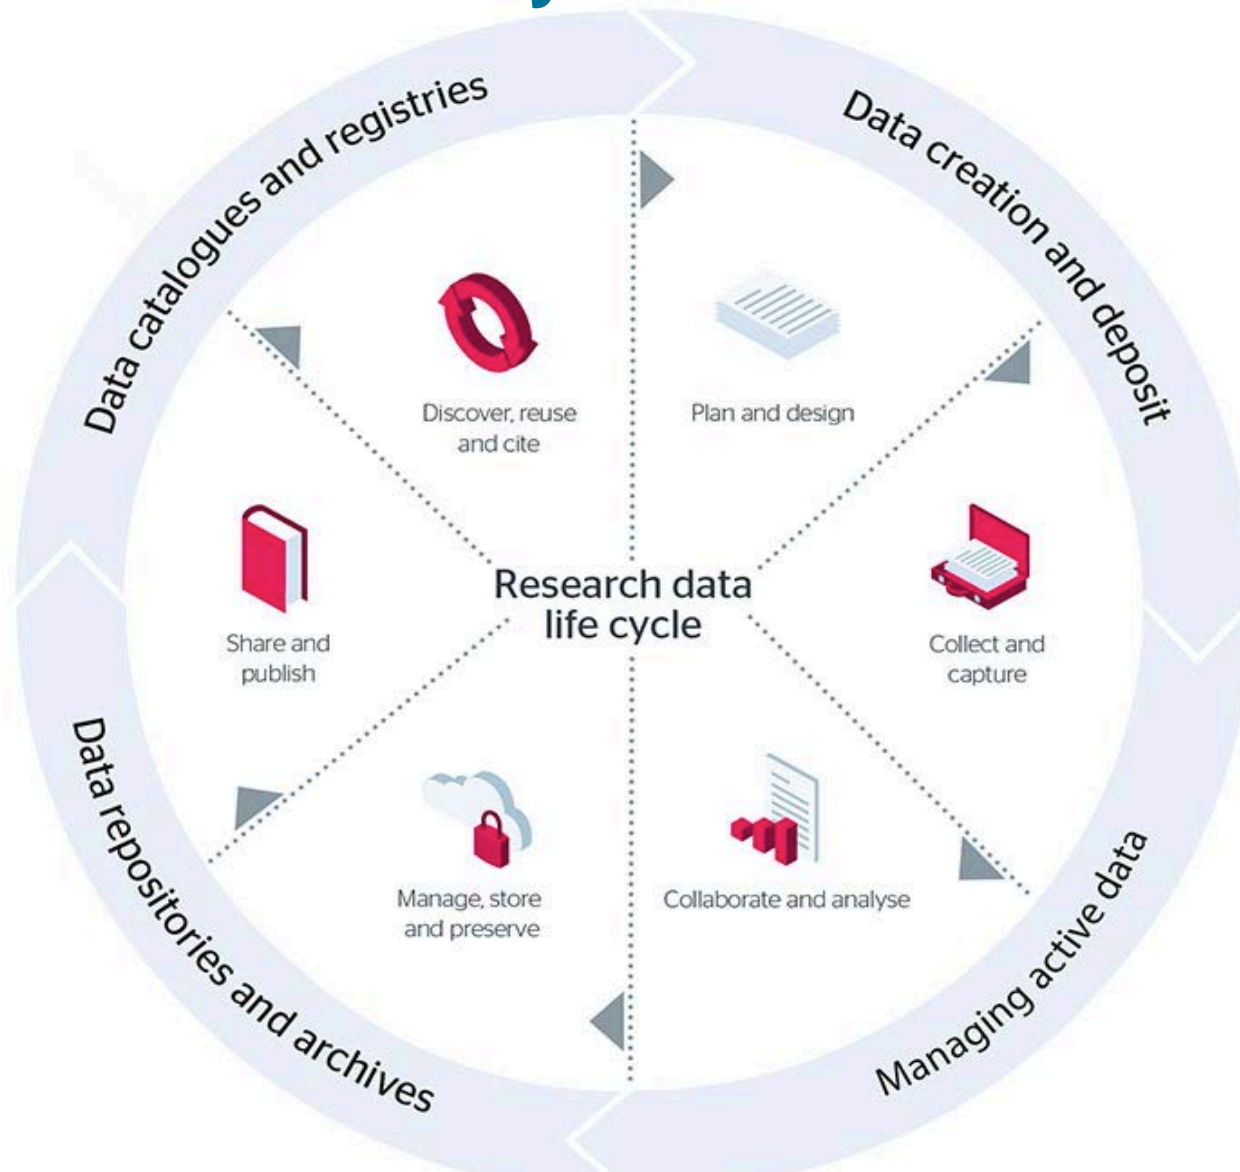 Data catalogues and registries
Data creation and deposit
Discover, reuse
and cite
Plan and design
Research data
life cycle
Share and
publish
Collect and
capture
Manage, store
and preserve
Collaborate and analyse
Data repositories and archives
Managing active data